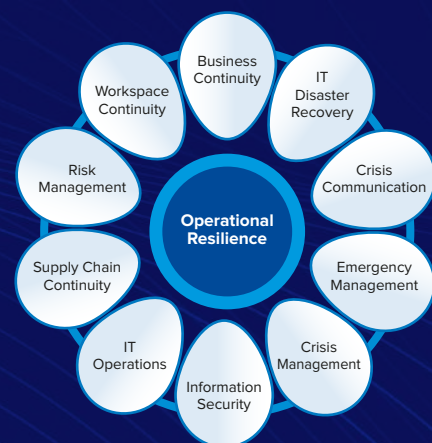 Business
Continuity
IT
Disaster
Recovery
Crisis
Communication
Emergency
Management
Crisis
Management
Information
Security
IT
Operations
Supply Chain
Continuity
Risk
Management
Workspace
Continuity
Operational
Resilience